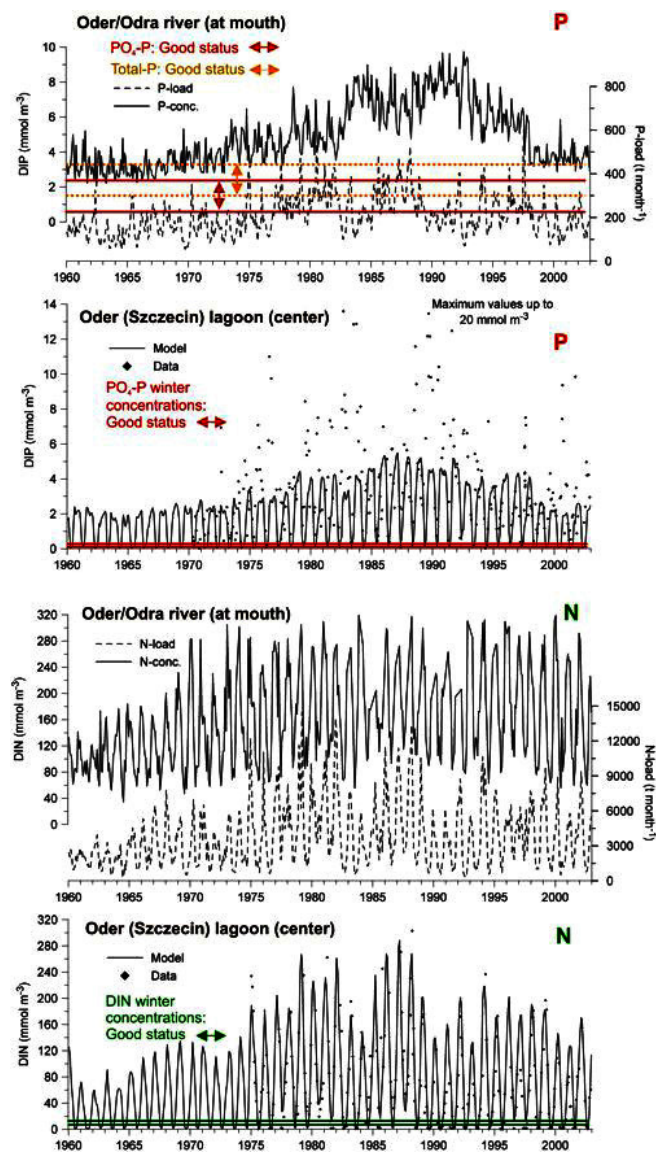 Oder/Odra river (at mouth)
P
PO₄-P: Good status
Total-P: Good status
P-load
P-conc.
DIP (mmol m⁻³)
10
8
6
4
2
0
P-load (t month⁻¹)
800
600
400
200
0
1960 1965 1970 1975 1980 1985 1990 1995 2000
Oder (Szczecin) lagoon (center)
Maximum values up to
20 mmol m⁻³
P
Model
Data
PO₄-P winter
concentrations:
Good status
DIP (mmol m⁻³)
14
12
10
8
6
4
2
0
1960 1965 1970 1975 1980 1985 1990 1995 2000
Oder/Odra river (at mouth)
N
N-load
N-conc.
DIN (mmol m⁻³)
320
280
240
200
160
120
80
40
0
N-load (t month⁻¹)
15000
12000
9000
6000
3000
0
1960 1965 1970 1975 1980 1985 1990 1995 2000
Oder (Szczecin) lagoon (center)
N
Model
Data
DIN winter
concentrations:
Good status
DIN (mmol m⁻³)
320
280
240
200
160
120
80
40
0
1960 1965 1970 1975 1980 1985 1990 1995 2000